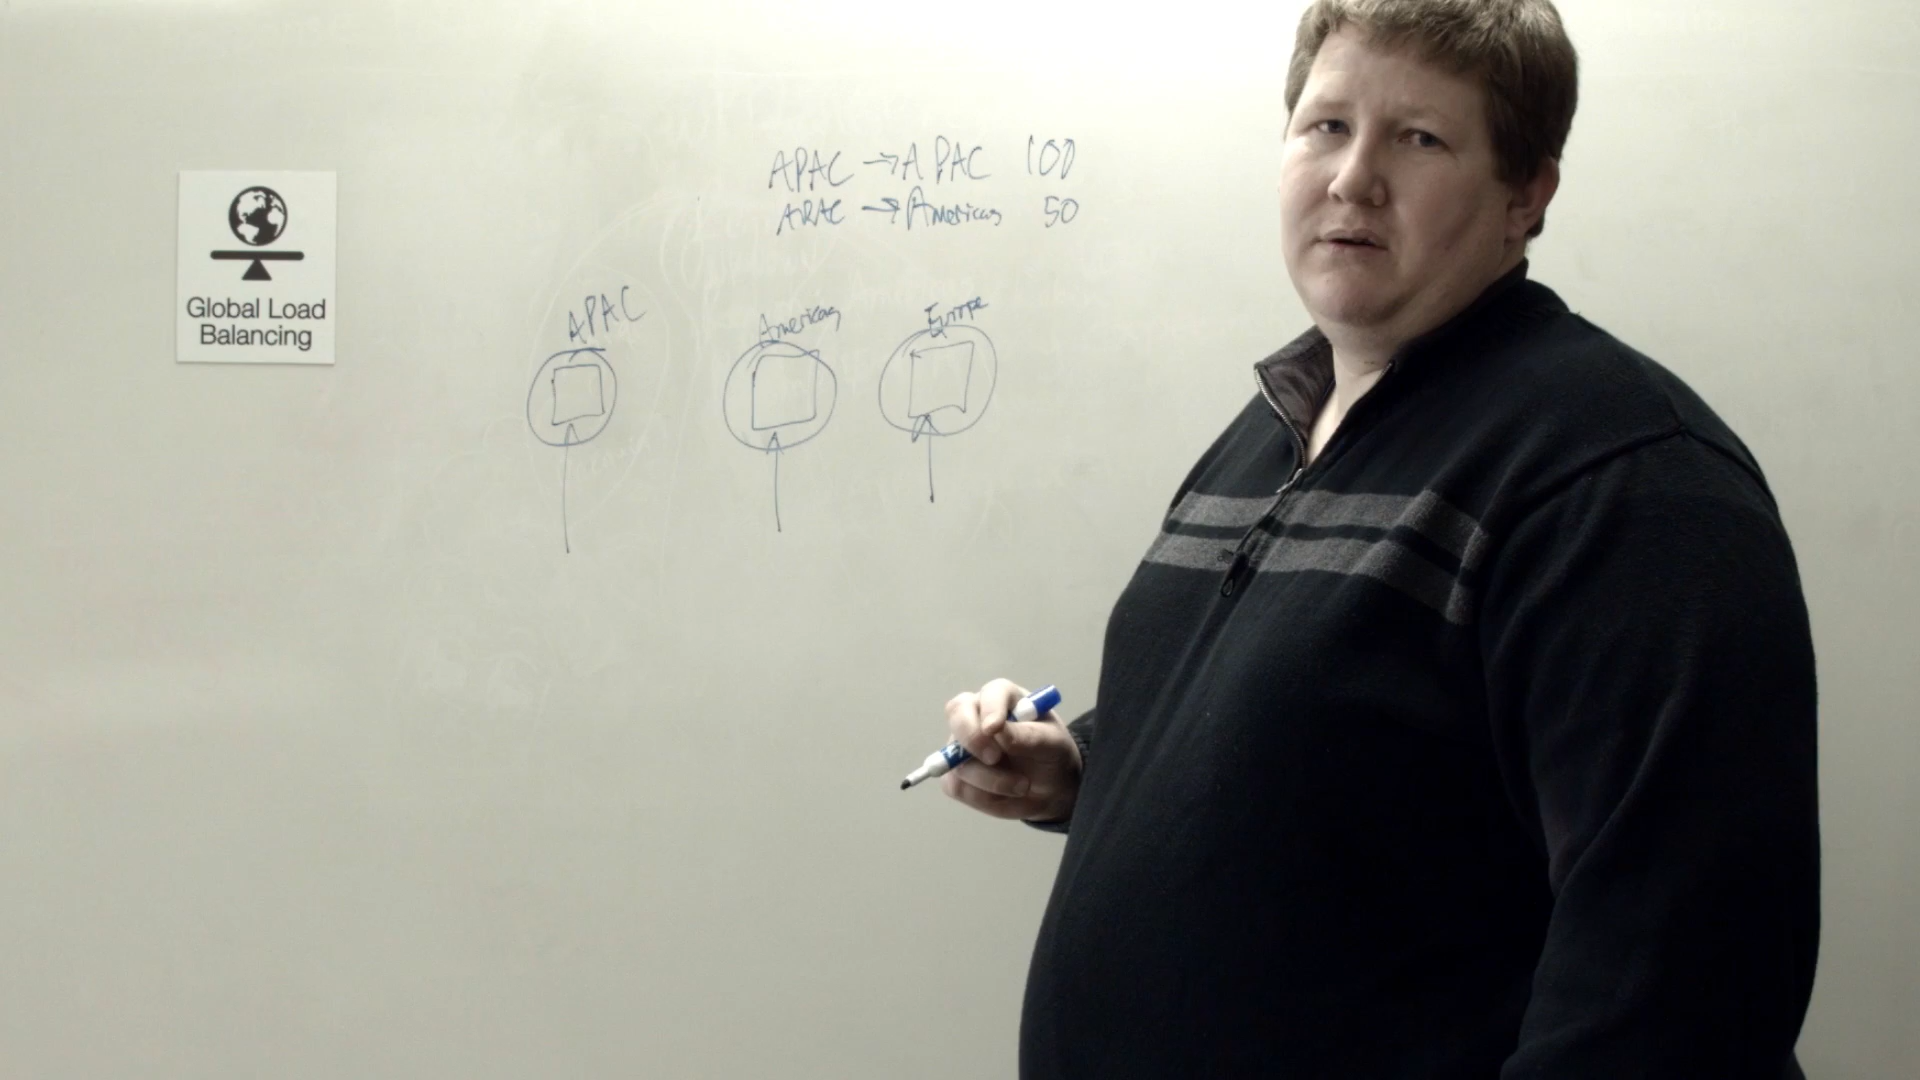 APAC → APAC 100
APAC → Americas 50
Global Load
Balancing
APAC
Americas
Europe